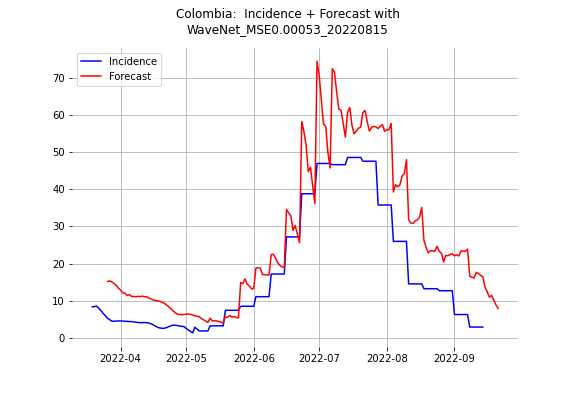 Colombia:  Incidence + Forecast with
WaveNet_MSE0.00053_20220815
Incidence
Forecast
70
60
50
40
30
20
10
0
2022-04 2022-05 2022-06 2022-07 2022-08 2022-09